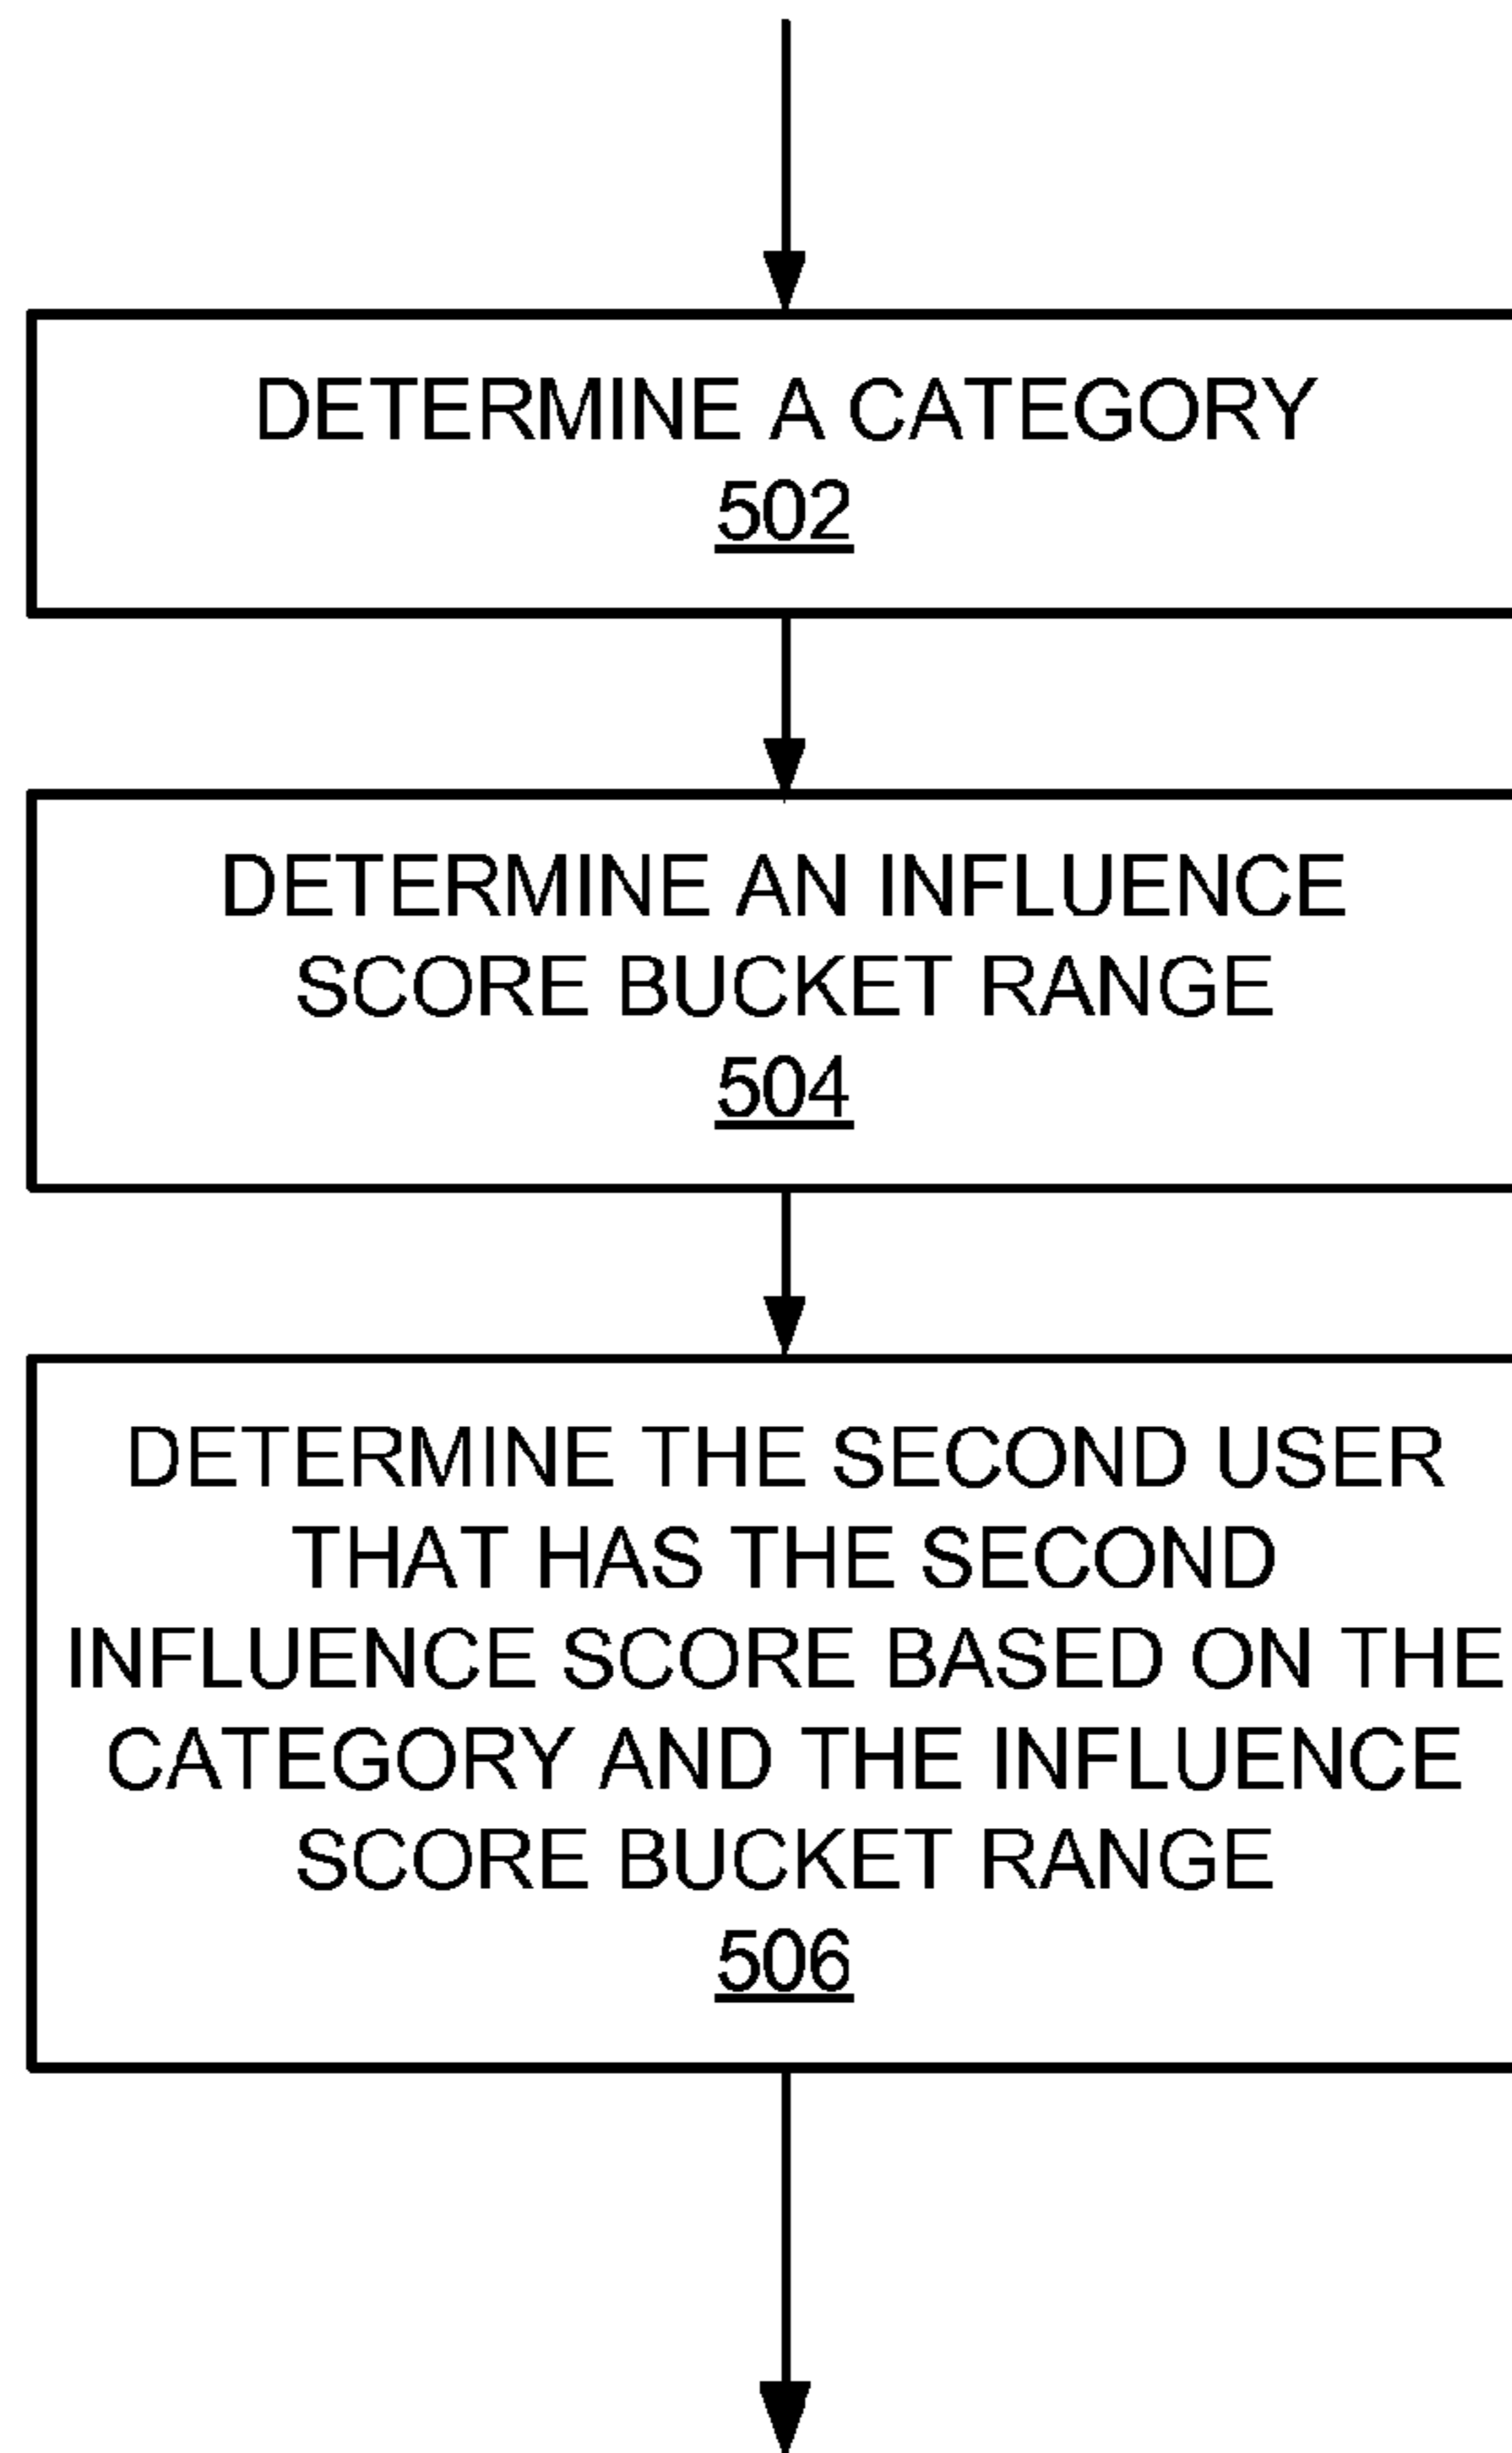 DETERMINE A CATEGORY
502
DETERMINE AN INFLUENCE
SCORE BUCKET RANGE
504
DETERMINE THE SECOND USER
THAT HAS THE SECOND
INFLUENCE SCORE BASED ON THE
CATEGORY AND THE INFLUENCE
SCORE BUCKET RANGE
506